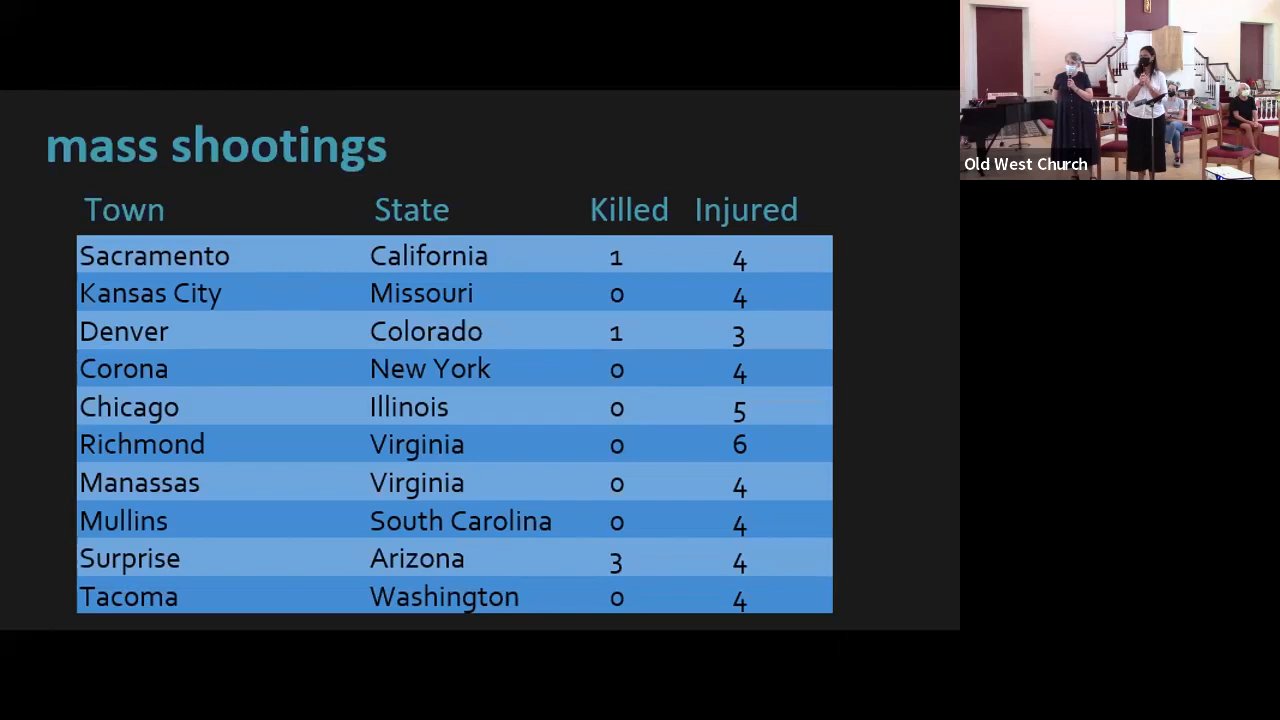 mass shootings
Town State Killed Injured
Sacramento California 1 4
Kansas City Missouri 0 4
Denver Colorado 1 3
Corona New York 0 4
Chicago Illinois 0 5
Richmond Virginia 0 6
Manassas Virginia 0 4
Mullins South Carolina 0 4
Surprise Arizona 3 4
Tacoma Washington 0 4
Old West Church